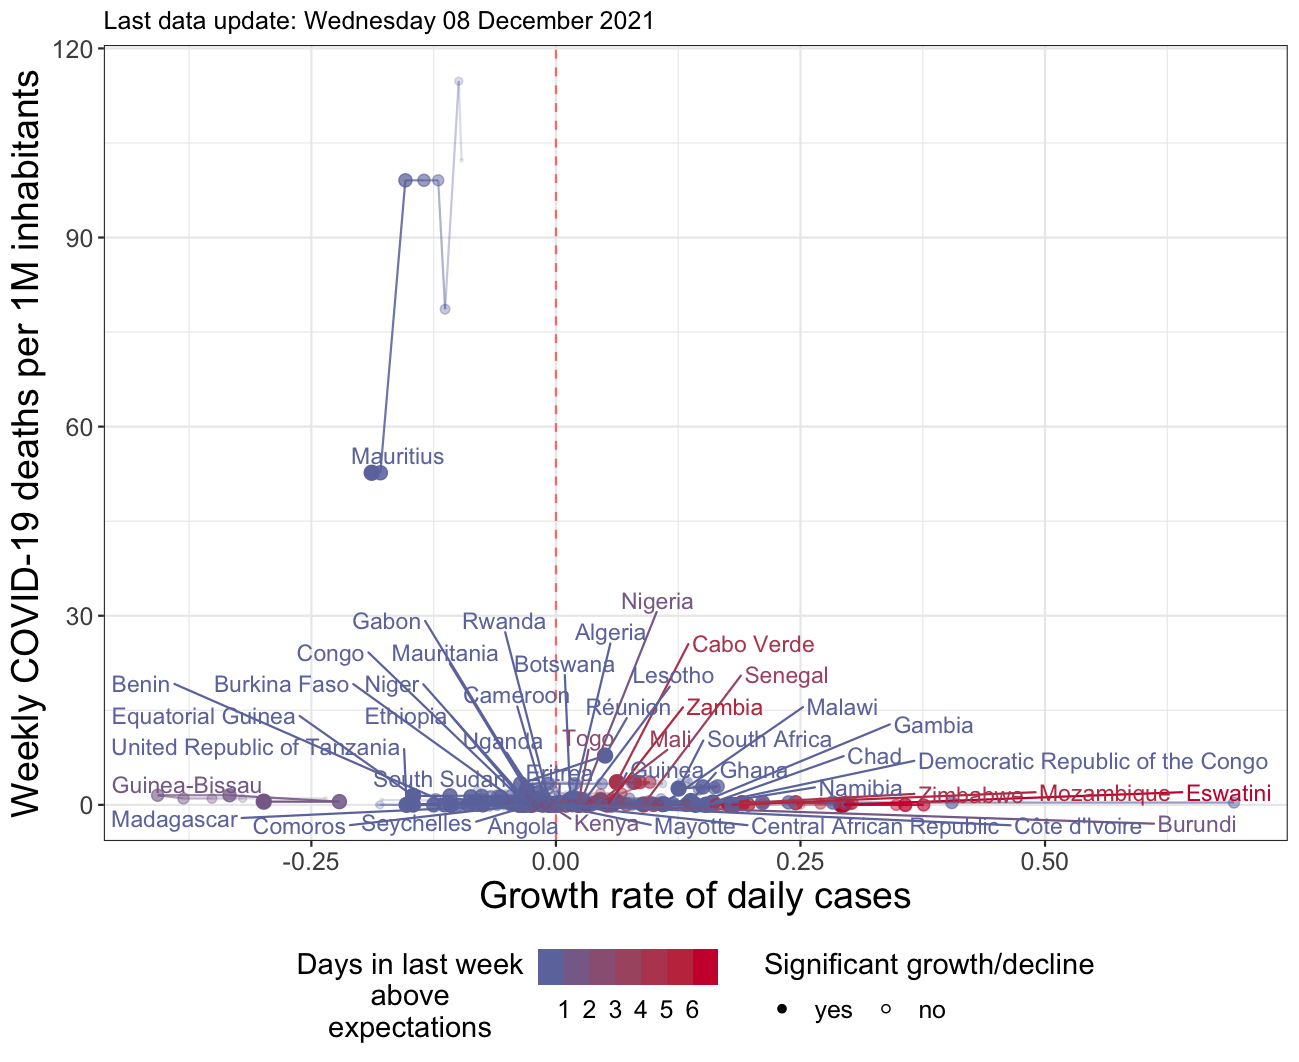 Last data update: Wednesday 08 December 2021
Weekly COVID-19 deaths per 1M inhabitants
120
90
60
30
0
Mauritius
Nigeria
Gabon
Rwanda
Algeria
Cabo Verde
Congo
Mauritania
Botswana
Lesotho
Senegal
Benin
Burkina Faso
Niger
Cameroon
Réunion
Zambia
Malawi
Equatorial Guinea
Ethiopia
Gambia
United Republic of Tanzania
Uganda
Togo
Mali
South Africa
Chad
Democratic Republic of the Congo
Guinea-Bissau
South Sudan
Eritrea
Guinea
Ghana
Namibia
Zimbabwe
Mozambique
Eswatini
Madagascar
Comoros
Seychelles
Angola
Kenya
Mayotte
Central African Republic
Côte d'Ivoire
Burundi
-0.25
0.00
0.25
0.50
Growth rate of daily cases
Days in last week
above
expectations
1 2 3 4 5 6
Significant growth/decline
yes
no